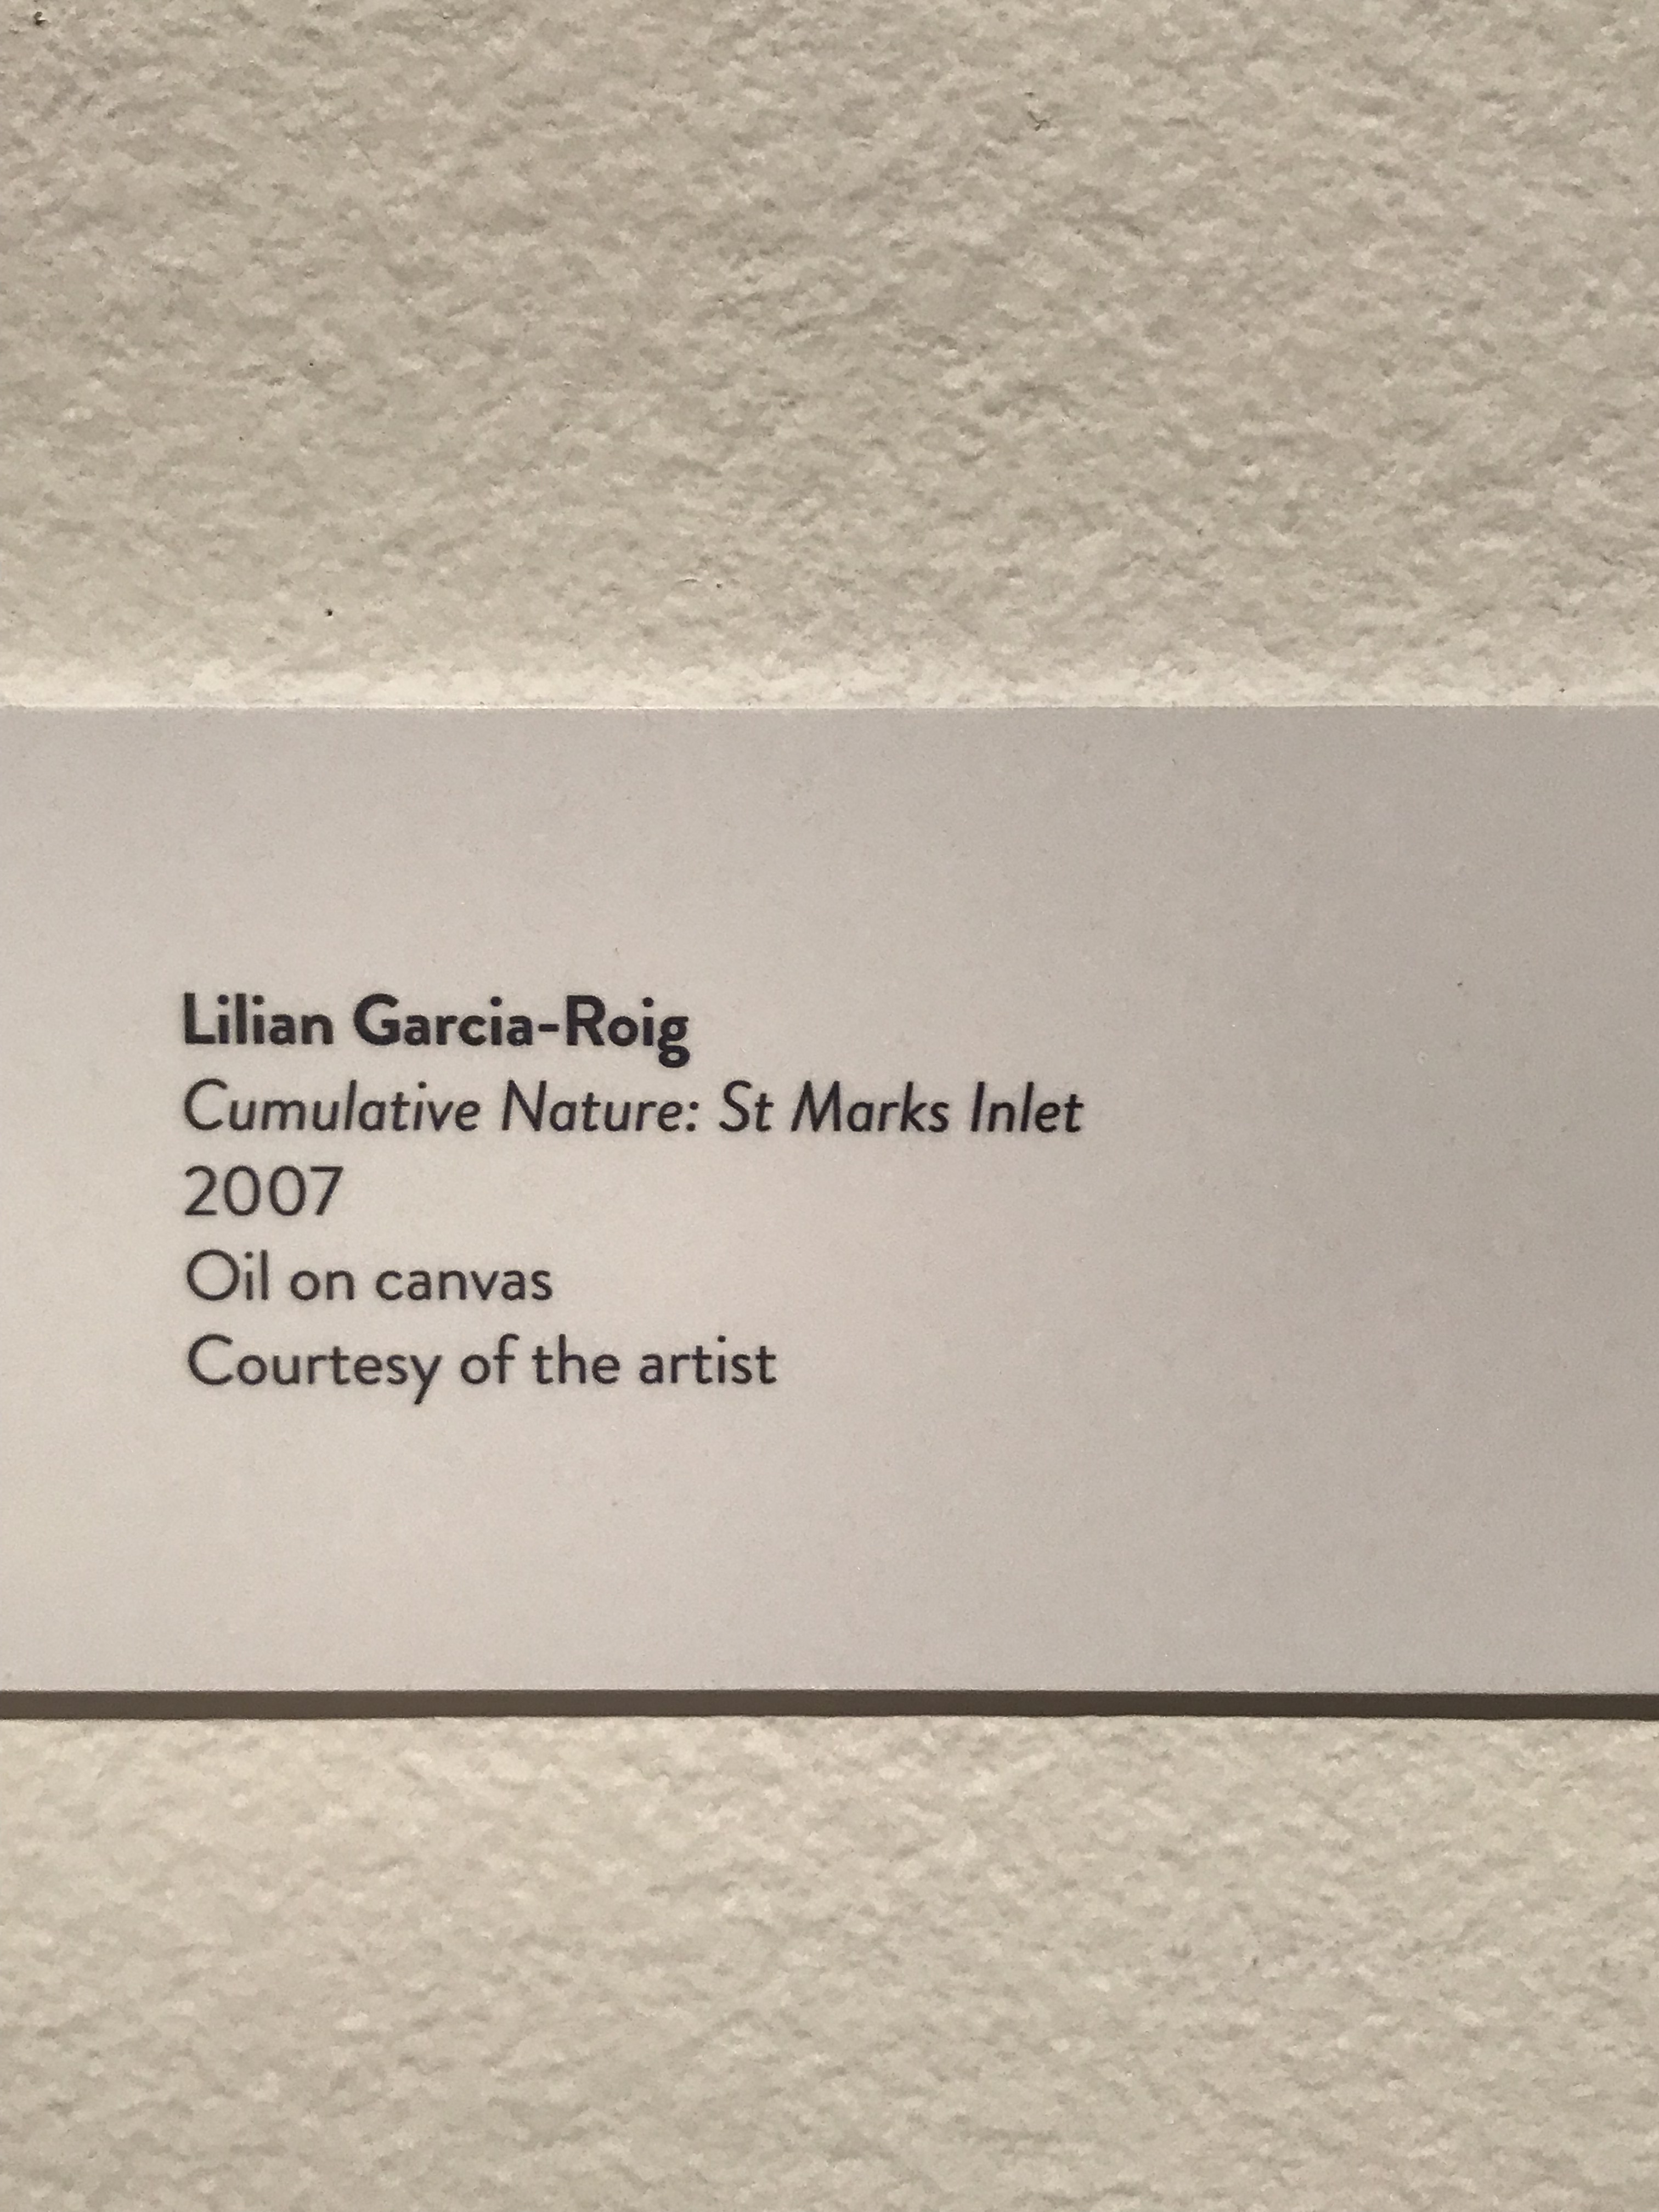 Lilian Garcia-Roig
Cumulative Nature: St Marks Inlet
2007
Oil on canvas
Courtesy of the artist